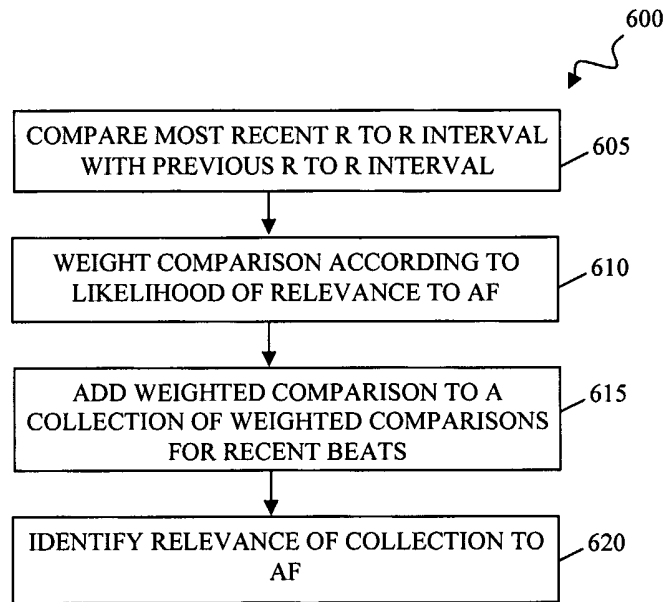 600
COMPARE MOST RECENT R TO R INTERVAL
WITH PREVIOUS R TO R INTERVAL
605
WEIGHT COMPARISON ACCORDING TO
LIKELIHOOD OF RELEVANCE TO AF
610
ADD WEIGHTED COMPARISON TO A
COLLECTION OF WEIGHTED COMPARISONS
FOR RECENT BEATS
615
IDENTIFY RELEVANCE OF COLLECTION TO
AF
620